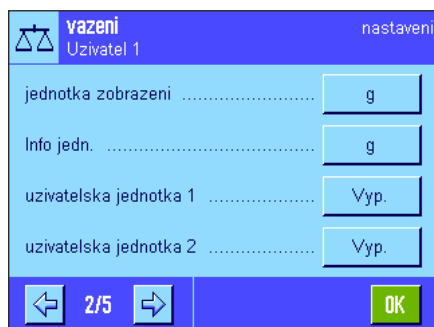 vazeni
nastaveni
Uzivatel 1
jednotka zobrazeni ........................ g
Info jedn. ..................................... g
uzivatelska jednotka 1 ................... Vyp.
uzivatelska jednotka 2 ................... Vyp.
2/5
OK